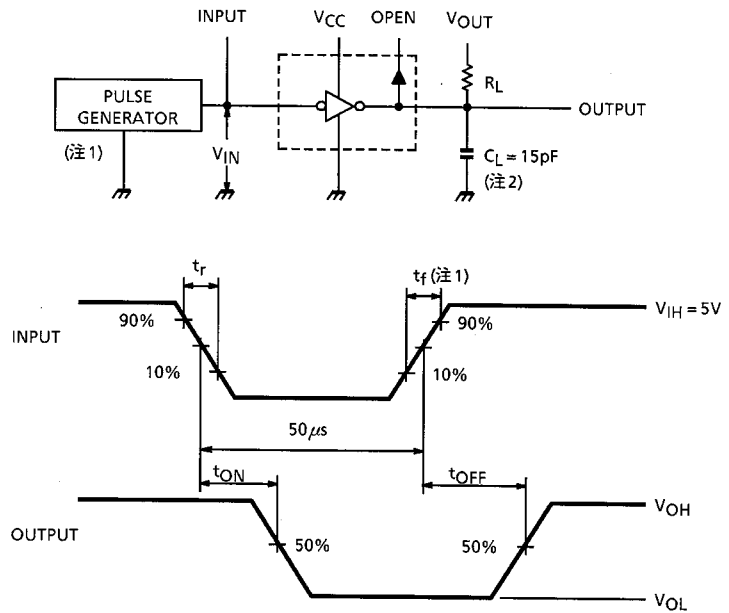 INPUT
VCC
OPEN
VOUT
PULSE
GENERATOR
(注1)
VIN
RL
OUTPUT
CL = 15pF
(注2)
tr
tf (注1)
INPUT
90%
10%
90%
10%
VIH = 5V
50μs
tON
tOFF
OUTPUT
50%
50%
VOH
VOL